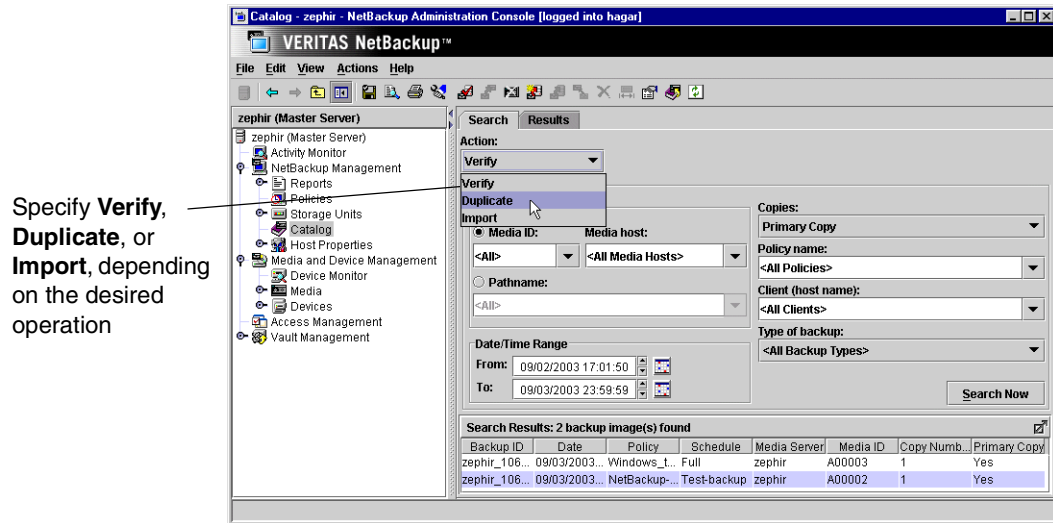 Catalog - zephir - NetBackup Administration Console [logged into hagar]
VERITAS NetBackup™
File Edit View Actions Help
zephir (Master Server)
zephir (Master Server)
Activity Monitor
NetBackup Management
Reports
Policies
Storage Units
Catalog
Host Properties
Media and Device Management
Device Monitor
Media
Devices
Access Management
Vault Management
Specify Verify,
Duplicate, or
Import, depending
on the desired
operation
Search Results
Action:
Verify
Verify
Duplicate
Import
Media ID: Media host:
<All> <All Media Hosts>
Pathname:
<All>
Date/Time Range
From: 09/02/2003 17:01:50
To: 09/03/2003 23:59:59
Copies:
Primary Copy
Policy name:
<All Policies>
Client (host name):
<All Clients>
Type of backup:
<All Backup Types>
Search Now
Search Results: 2 backup image(s) found
Backup ID Date Policy Schedule Media Server Media ID Copy Numb... Primary Copy
zephir_106... 09/03/2003... Windows_t... Full zephir A00003 1 Yes
zephir_106... 09/03/2003... NetBackup-... Test-backup zephir A00002 1 Yes